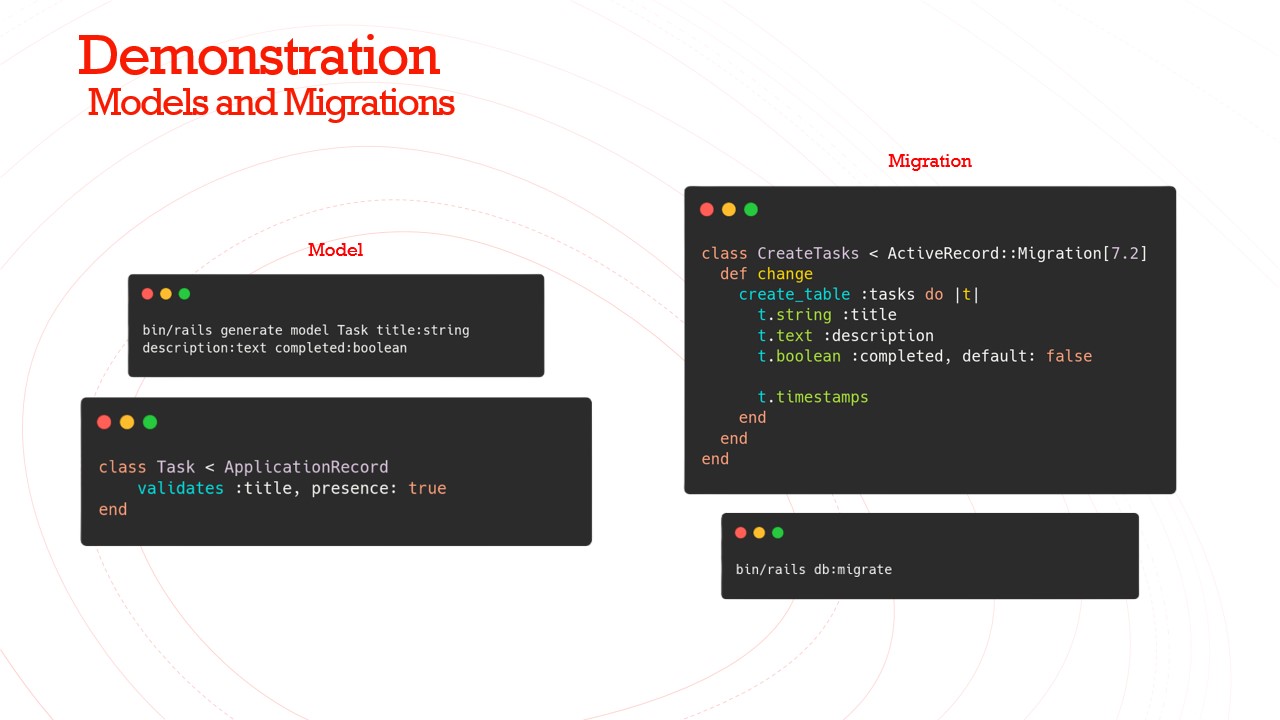 Demonstration
Models and Migrations
Model
bin/rails generate model Task title:string
description:text completed:boolean
class Task < ApplicationRecord
    validates :title, presence: true
end
Migration
class CreateTasks < ActiveRecord::Migration[7.2]
  def change
    create_table :tasks do |t|
      t.string :title
      t.text :description
      t.boolean :completed, default: false

      t.timestamps
    end
  end
end
bin/rails db:migrate